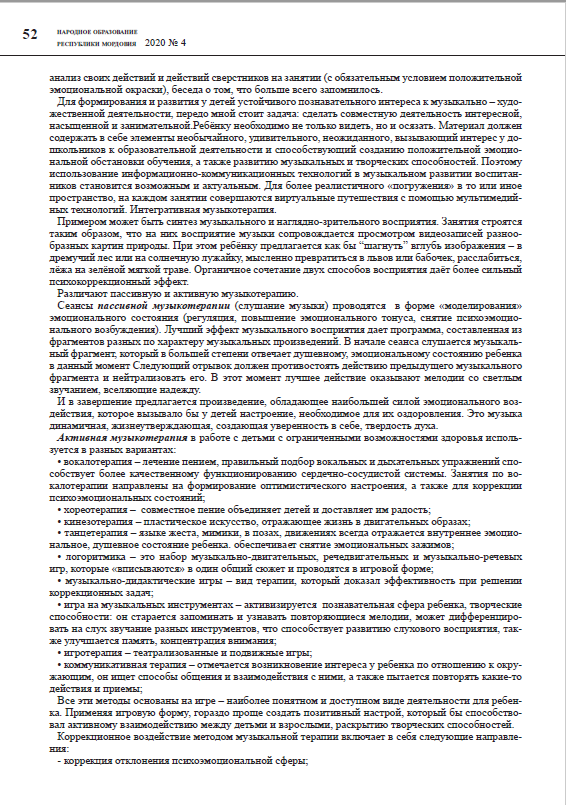 52
НАРОДНОЕ ОБРАЗОВАНИЕ
РЕСПУБЛИКИ МОРДОВИЯ 2020 № 4
анализ своих действий и действий сверстников на занятии (с обязательным условием положительной
эмоциональной окраски), беседа о том, что больше всего запомнилось.
Для формирования и развития у детей устойчивого познавательного интереса к музыкально – худо-
жественной деятельности, передо мной стоит задача: сделать совместную деятельность интересной,
насыщенной и занимательной.Ребёнку необходимо не только видеть, но и осязать. Материал должен
содержать в себе элементы необычайного, удивительного, неожиданного, вызывающий интерес у до-
школьников к образовательной деятельности и способствующий созданию положительной эмоцио-
нальной обстановки обучения, а также развитию музыкальных и творческих способностей. Поэтому
использование информационно-коммуникационных технологий в музыкальном развитии воспитан-
ников становится возможным и актуальным. Для более реалистичного «погружения» в то или иное
пространство, на каждом занятии совершаются виртуальные путешествия с помощью мультимедий-
ных технологий. Интегративная музыкотерапия.
Примером может быть синтез музыкального и наглядно-зрительного восприятия. Занятия строятся
таким образом, что на них восприятие музыки сопровождается просмотром видеозаписей разно-
образных картин природы. При этом ребёнку предлагается как бы “шагнуть” вглубь изображения – в
дремучий лес или на солнечную лужайку, мысленно превратиться в львов или бабочек, расслабиться,
лёжа на зелёной мягкой траве. Органичное сочетание двух способов восприятия даёт более сильный
психокоррекционный эффект.
Различают пассивную и активную музыкотерапию.
Сеансы пассивной музыкотерапии (слушание музыки) проводятся в форме «моделирования»
эмоционального состояния (регуляция, повышение эмоционального тонуса, снятие психоэмоцио-
нального возбуждения). Лучший эффект музыкального восприятия дает программа, составленная из
фрагментов разных по характеру музыкальных произведений. В начале сеанса слушается музыкаль-
ный фрагмент, который в большей степени отвечает душевному, эмоциональному состоянию ребенка
в данный момент Следующий отрывок должен противостоять действию предыдущего музыкального
фрагмента и нейтрализовать его. В этот момент лучшее действие оказывают мелодии со светлым
звучанием, вселяющие надежду.
И в завершение предлагается произведение, обладающее наибольшей силой эмоционального воз-
действия, которое вызывало бы у детей настроение, необходимое для их оздоровления. Это музыка
динамичная, жизнеутверждающая, создающая уверенность в себе, твердость духа.
Активная музыкотерапия в работе с детьми с ограниченными возможностями здоровья исполь-
зуется в разных вариантах:
• вокалотерапия – лечение пением, правильный подбор вокальных и дыхательных упражнений спо-
собствует более качественному функционированию сердечно-сосудистой системы. Занятия по во-
калотерапии направлены на формирование оптимистического настроения, а также для коррекции
психоэмоциональных состояний;
• хореотерапия – совместное пение объединяет детей и доставляет им радость;
• кинезотерапия – пластическое искусство, отражающее жизнь в двигательных образах;
• танцетерапия – языке жеста, мимики, в позах, движениях всегда отражается внутреннее эмоцио-
нальное, душевное состояние ребенка. обеспечивает снятие эмоциональных зажимов;
• логоритмика – это набор музыкально-двигательных, речедвигательных и музыкально-речевых
игр, которые «вписываются» в один общий сюжет и проводятся в игровой форме;
• музыкально-дидактические игры – вид терапии, который доказал эффективность при решении
коррекционных задач;
• игра на музыкальных инструментах – активизируется познавательная сфера ребенка, творческие
способности: он старается запоминать и узнавать повторяющиеся мелодии, может дифференциро-
вать на слух звучание разных инструментов, что способствует развитию слухового восприятия, так-
же улучшается память, концентрация внимания;
• игротерапия – театрализованные и подвижные игры;
• коммуникативная терапия – отмечается возникновение интереса у ребенка по отношению к окру-
жающим, он ищет способы общения и взаимодействия с ними, а также пытается повторять какие-то
действия и приемы;
Все эти методы основаны на игре – наиболее понятном и доступном виде деятельности для ребен-
ка. Применяя игровую форму, гораздо проще создать позитивный настрой, который бы способство-
вал активному взаимодействию между детьми и взрослыми, раскрытию творческих способностей.
Коррекционное воздействие методом музыкальной терапии включает в себя следующие направле-
ния:
- коррекция отклонения психоэмоциональной сферы;